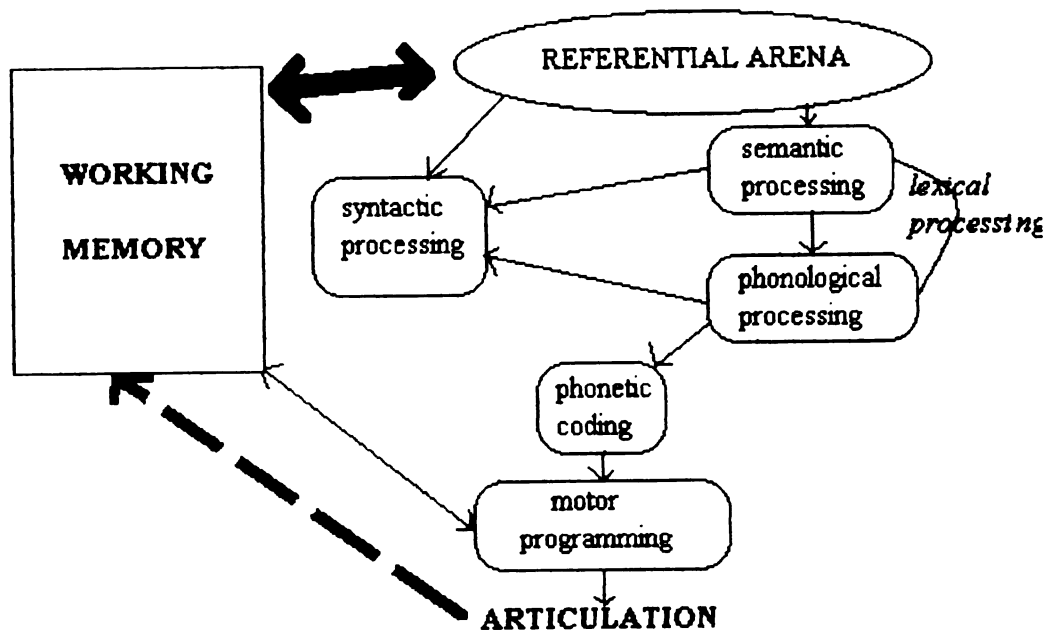 REFERENTIAL ARENA
WORKING
MEMORY
semantic
processing
lexical
processing
syntactic
processing
phonological
processing
phonetic
coding
motor
programming
ARTICULATION